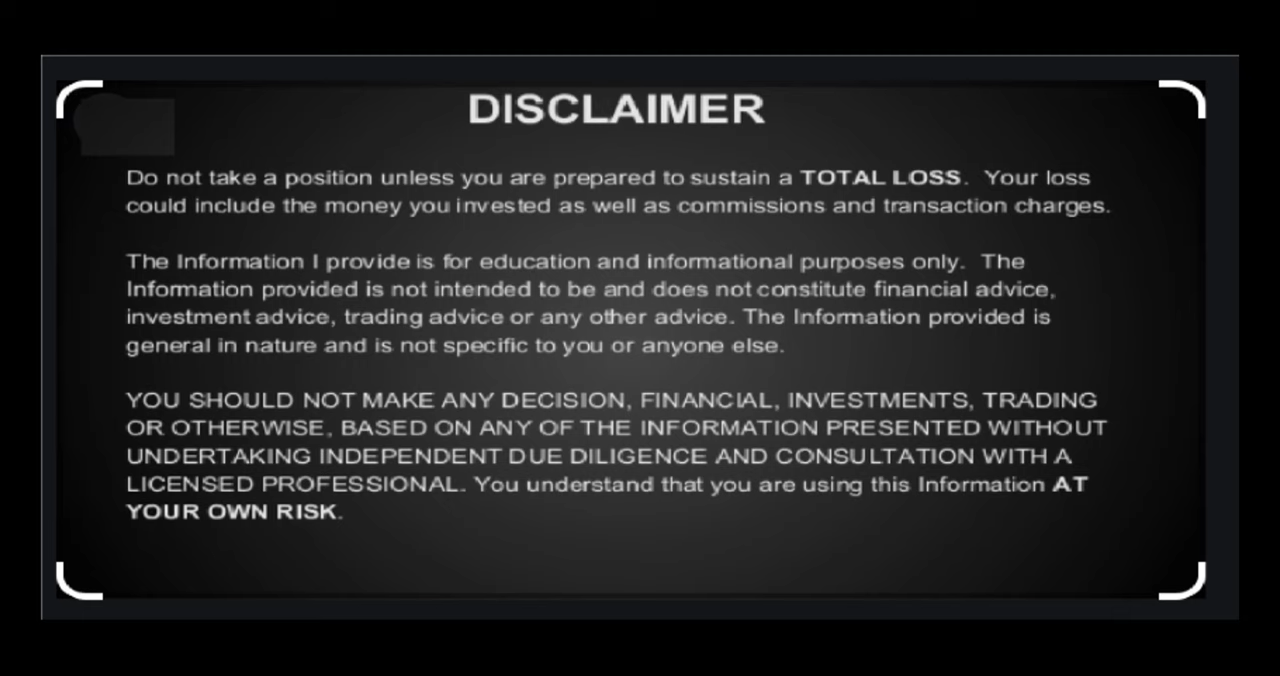 DISCLAIMER
Do not take a position unless you are prepared to sustain a TOTAL LOSS. Your loss
could include the money you invested as well as commissions and transaction charges.
The Information I provide is for education and informational purposes only. The
Information provided is not intended to be and does not constitute financial advice,
investment advice, trading advice or any other advice. The Information provided is
general in nature and is not specific to you or anyone else.
YOU SHOULD NOT MAKE ANY DECISION, FINANCIAL, INVESTMENTS, TRADING
OR OTHERWISE, BASED ON ANY OF THE INFORMATION PRESENTED WITHOUT
UNDERTAKING INDEPENDENT DUE DILIGENCE AND CONSULTATION WITH A
LICENSED PROFESSIONAL. You understand that you are using this Information AT
YOUR OWN RISK.